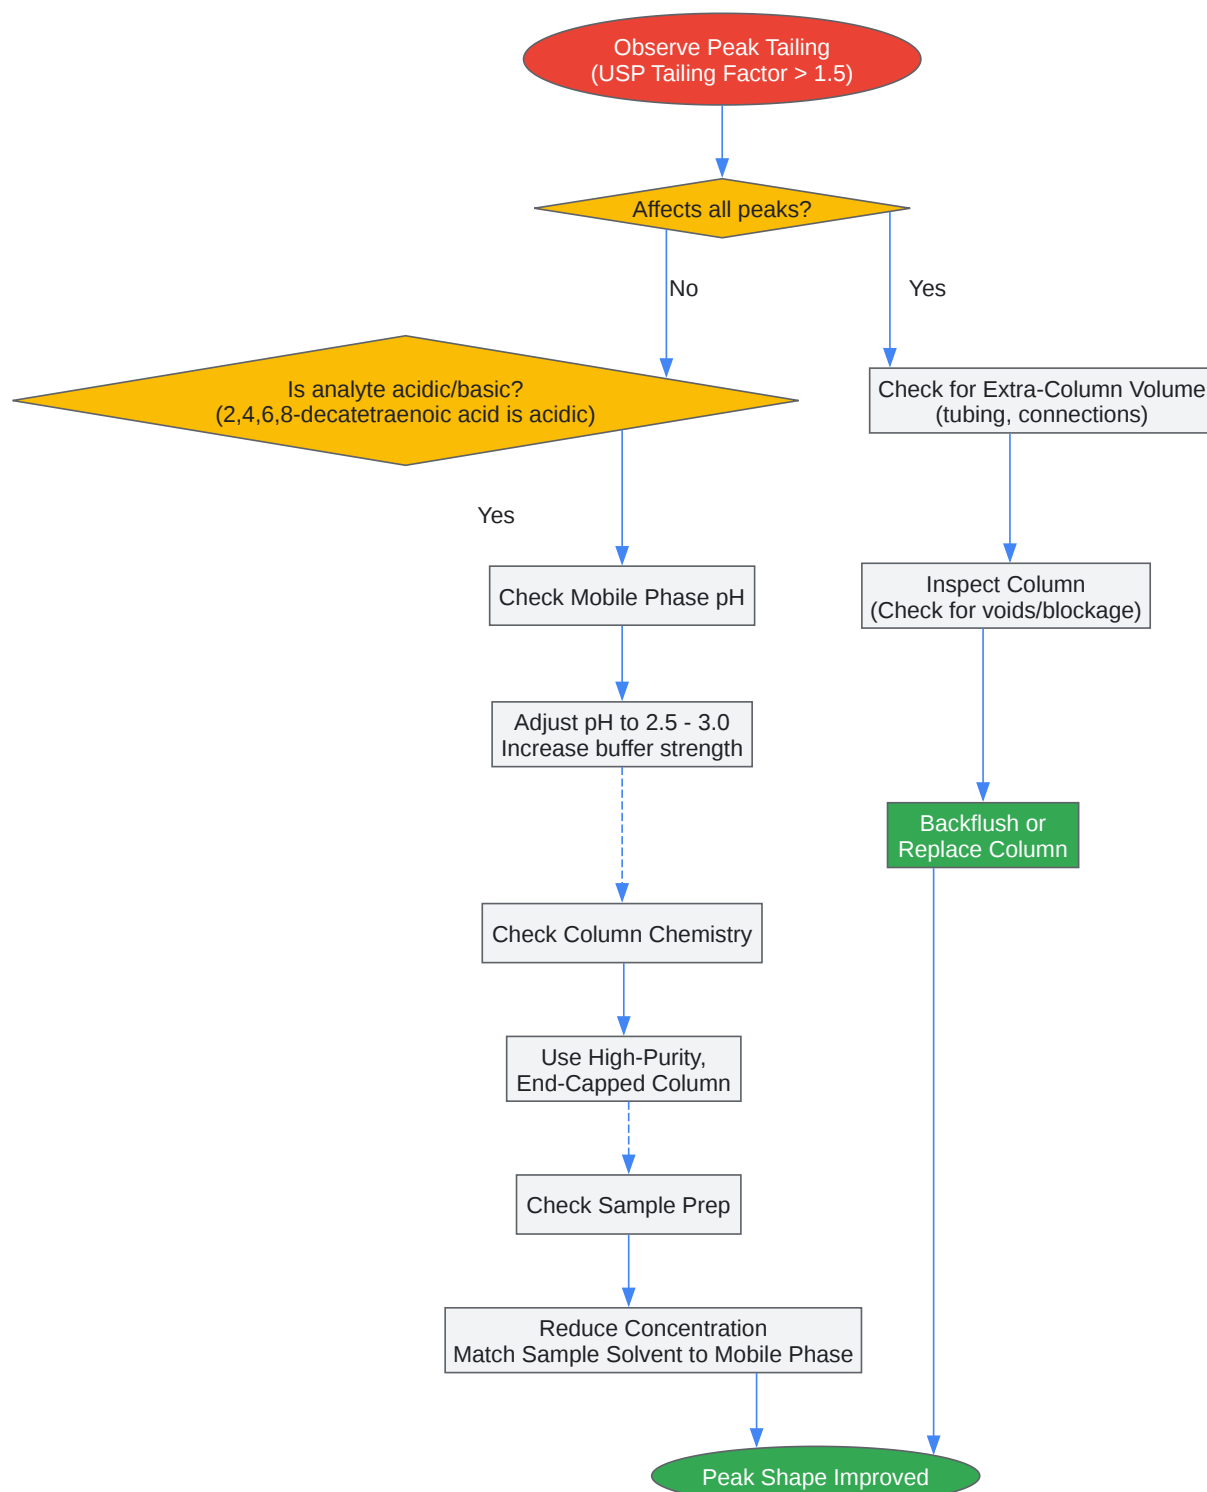 Observe Peak Tailing
(USP Tailing Factor > 1.5)
Affects all peaks?
No
Yes
Is analyte acidic/basic?
(2,4,6,8-decatetraenoic acid is acidic)
Check for Extra-Column Volume
(tubing, connections)
Yes
Check Mobile Phase pH
Inspect Column
(Check for voids/blockage)
Adjust pH to 2.5 - 3.0
Increase buffer strength
Backflush or
Replace Column
Check Column Chemistry
Use High-Purity,
End-Capped Column
Check Sample Prep
Reduce Concentration
Match Sample Solvent to Mobile Phase
Peak Shape Improved